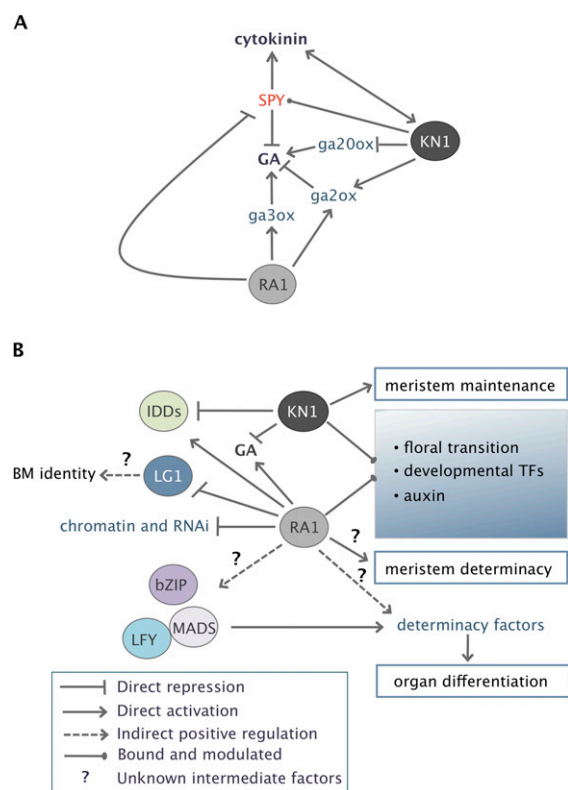 A
cytokinin
SPY
ga20ox
KN1
GA
ga2ox
ga3ox
RA1
B
IDDs
KN1
meristem maintenance
GA
• floral transition
• developmental TFs
• auxin
?
BM identity
LG1
chromatin and RNAi
RA1
?
?
?
meristem determinacy
bZIP
LFY
MADS
determinacy factors
organ differentiation
Direct repression
Direct activation
Indirect positive regulation
Bound and modulated
? Unknown intermediate factors